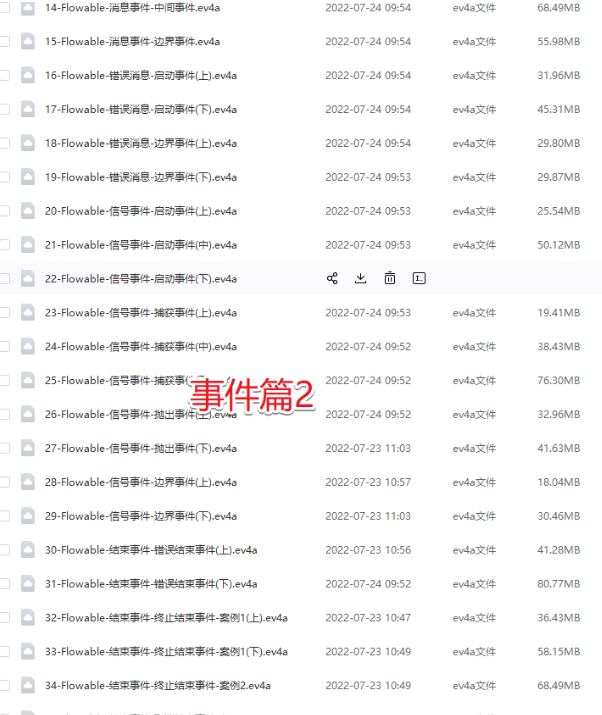 14-Flowable-消息事件-中间事件.ev4a 2022-07-24 09:54 ev4a文件 68.49MB
15-Flowable-消息事件-边界事件.ev4a 2022-07-24 09:54 ev4a文件 55.98MB
16-Flowable-错误消息-启动事件(上).ev4a 2022-07-24 09:54 ev4a文件 31.96MB
17-Flowable-错误消息-启动事件(下).ev4a 2022-07-24 09:54 ev4a文件 45.31MB
18-Flowable-错误消息-边界事件(上).ev4a 2022-07-24 09:54 ev4a文件 29.80MB
19-Flowable-错误消息-边界事件(下).ev4a 2022-07-24 09:53 ev4a文件 29.87MB
20-Flowable-信号事件-启动事件(上).ev4a 2022-07-24 09:53 ev4a文件 25.54MB
21-Flowable-信号事件-启动事件(中).ev4a 2022-07-24 09:53 ev4a文件 50.12MB
22-Flowable-信号事件-启动事件(下).ev4a
23-Flowable-信号事件-捕获事件(上).ev4a 2022-07-24 09:53 ev4a文件 19.41MB
24-Flowable-信号事件-捕获事件(中).ev4a 2022-07-24 09:52 ev4a文件 38.43MB
25-Flowable-信号事件-捕获 2022-07-24 09:52 ev4a文件 76.30MB
事件篇2
26-Flowable-信号事件-抛出事件(上).ev4a 2022-07-24 09:52 ev4a文件 32.96MB
27-Flowable-信号事件-抛出事件(下).ev4a 2022-07-23 11:03 ev4a文件 41.63MB
28-Flowable-信号事件-边界事件(上).ev4a 2022-07-23 10:57 ev4a文件 18.04MB
29-Flowable-信号事件-边界事件(下).ev4a 2022-07-23 11:03 ev4a文件 30.46MB
30-Flowable-结束事件-错误结束事件(上).ev4a 2022-07-23 10:56 ev4a文件 41.28MB
31-Flowable-结束事件-错误结束事件(下).ev4a 2022-07-24 09:52 ev4a文件 80.77MB
32-Flowable-结束事件-终止结束事件-案例1(上).ev4a 2022-07-23 10:47 ev4a文件 36.43MB
33-Flowable-结束事件-终止结束事件-案例1(下).ev4a 2022-07-23 10:49 ev4a文件 58.15MB
34-Flowable-结束事件-终止结束事件-案例2.ev4a 2022-07-23 10:49 ev4a文件 68.49MB